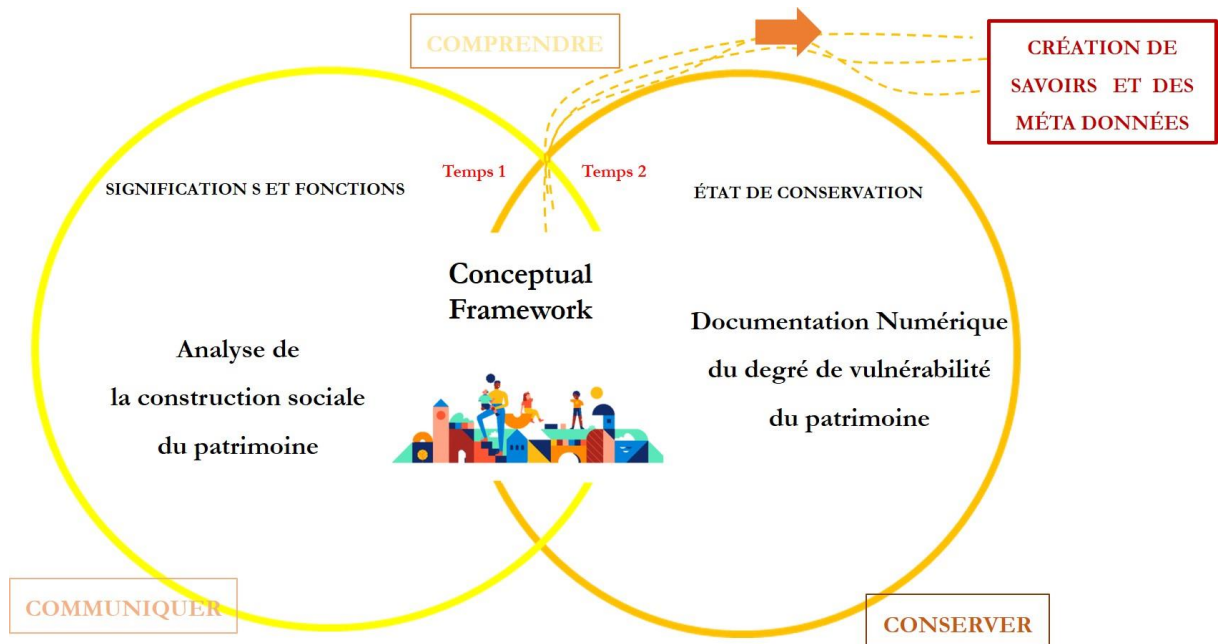 COMPRENDRE
CRÉATION DE
SAVOIRS ET DES
MÉTA DONNÉES
Temps 1
Temps 2
SIGNIFICATION S ET FONCTIONS
ÉTAT DE CONSERVATION
Conceptual
Framework
Analyse de
la construction sociale
du patrimoine
Documentation Numérique
du degré de vulnérabilité
du patrimoine
COMMUNIQUER
CONSERVER